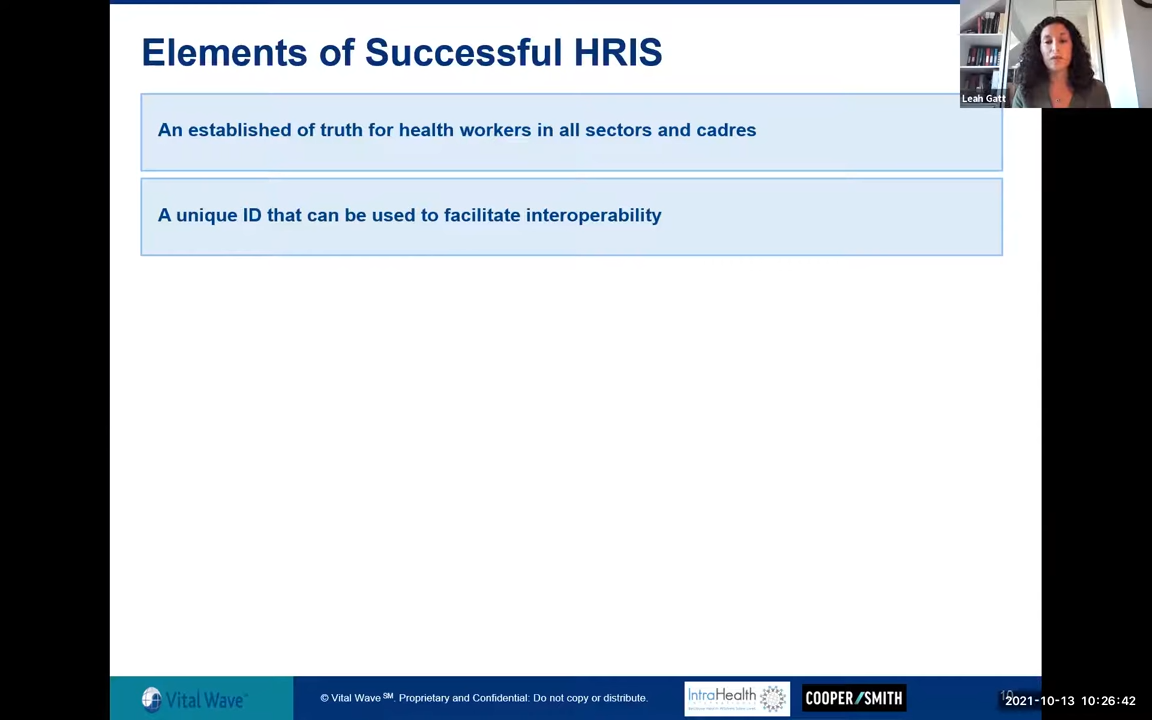 Elements of Successful HRIS
Leah Gatt
An established of truth for health workers in all sectors and cadres
A unique ID that can be used to facilitate interoperability
Vital Wave
© Vital Wave SM. Proprietary and Confidential: Do not copy or distribute.
IntraHealth
COOPER/SMITH
2021-10-13 10:26:42